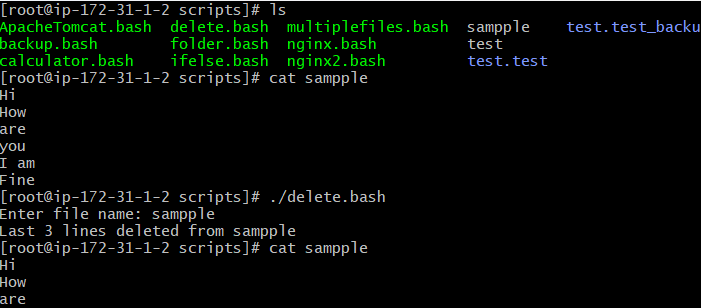 [root@ip-172-31-1-2 scripts]# ls
ApacheTomcat.bash  delete.bash  multiplefiles.bash  sampple    test.test_backu
backup.bash        folder.bash  nginx.bash          test
calculator.bash    ifelse.bash  nginx2.bash         test.test
[root@ip-172-31-1-2 scripts]# cat sampple
Hi
How
are
you
I am
Fine
[root@ip-172-31-1-2 scripts]# ./delete.bash
Enter file name: sampple
Last 3 lines deleted from sampple
[root@ip-172-31-1-2 scripts]# cat sampple
Hi
How
are